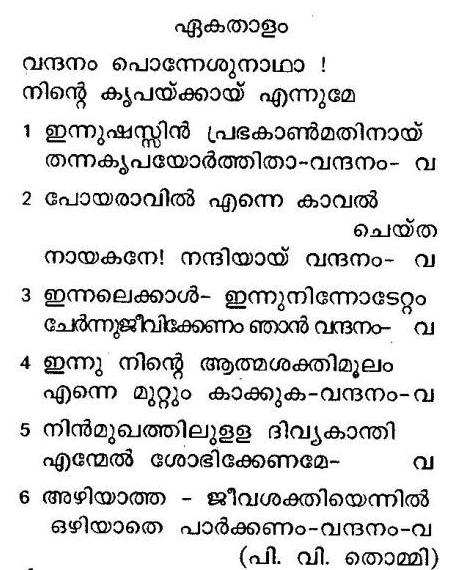 ഏകതാളം
വന്ദനം പൊന്നേശുനാഥാ !
നിന്റെ കൃപയ്ക്കായ് എന്നുമേ
1 ഇന്നുഷസ്സിൻ പ്രഭകാൺമതിനായ്
തന്നകൃപയോർത്തിതാ-വന്ദനം- വ
2 പോയരാവിൽ എന്നെ കാവൽ
ചെയ്ത
നായകനേ! നന്ദിയായ് വന്ദനം- വ
3 ഇന്നലെക്കാൾ- ഇന്നുനിന്നോടേറ്റം
ചേർന്നുജീവിക്കേണം ഞാൻ വന്ദനം- വ
4 ഇന്നു നിന്റെ ആത്മശക്തിമൂലം
എന്നെ മുറ്റും കാക്കുക-വന്ദനം-വ
5 നിൻമുഖത്തിലുളള ദിവ്യകാന്തി
എന്മേൽ ശോഭിക്കേണമേ- വ
6 അഴിയാത്ത - ജീവശക്തിയെന്നിൽ
ഒഴിയാതെ പാർക്കണം-വന്ദനം-വ
(പി. വി. തൊമ്മി)